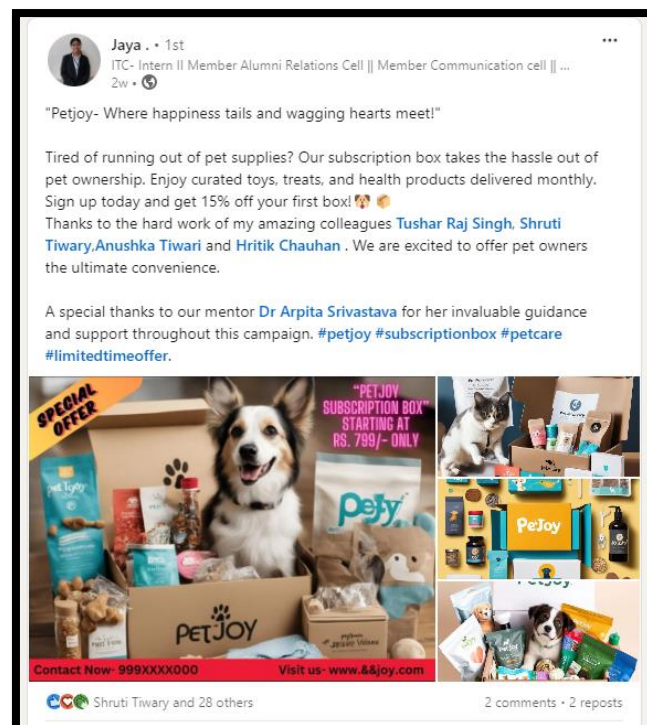 Jaya . • 1st
ITC- Intern II Member Alumni Relations Cell || Member Communication cell || ...
2w •
"Petjoy- Where happiness tails and wagging hearts meet!"
Tired of running out of pet supplies? Our subscription box takes the hassle out of
pet ownership. Enjoy curated toys, treats, and health products delivered monthly.
Sign up today and get 15% off your first box!🐶 📦
Thanks to the hard work of my amazing colleagues Tushar Raj Singh, Shruti
Tiwary,Anushka Tiwari and Hritik Chauhan . We are excited to offer pet owners
the ultimate convenience.
A special thanks to our mentor Dr Arpita Srivastava for her invaluable guidance
and support throughout this campaign. #petjoy #subscriptionbox #petcare
#limitedtimeoffer.
SPECIAL
OFFER
"PETJOY
SUBSCRIPTION BOX"
STARTING AT
RS. 799/- ONLY
PETJOY
Contact Now- 999XXXX000
Visit us- www.&&joy.com
PeJoy
Shruti Tiwary and 28 others
2 comments • 2 reposts